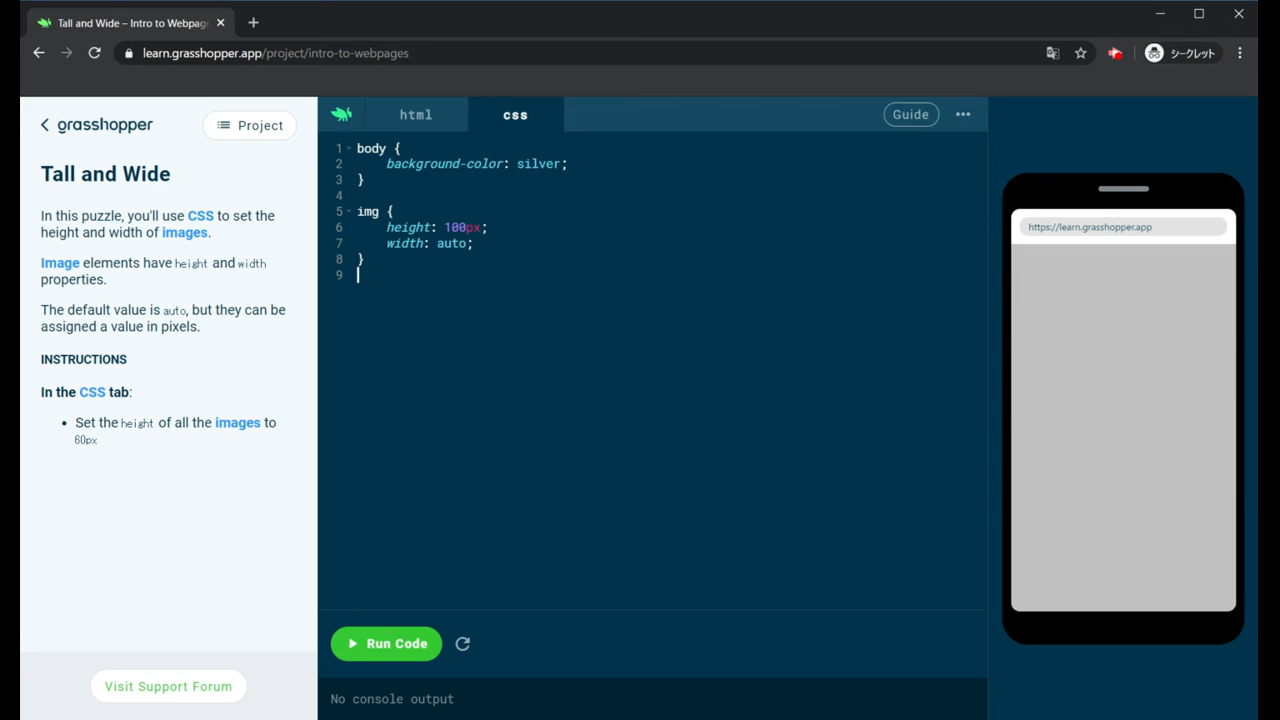 Tall and Wide – Intro to Webpag
learn.grasshopper.app/project/intro-to-webpages
シークレット
grasshopper
Project
Tall and Wide
In this puzzle, you'll use CSS to set the
height and width of images.
Image elements have height and width
properties.
The default value is auto, but they can be
assigned a value in pixels.
INSTRUCTIONS
In the CSS tab:
• Set the height of all the images to
60px
Visit Support Forum
html
css
Guide
1 body {
2 background-color: silver;
3 }
4
5 img {
6 height: 100px;
7 width: auto;
8 }
9
Run Code
No console output
https://learn.grasshopper.app